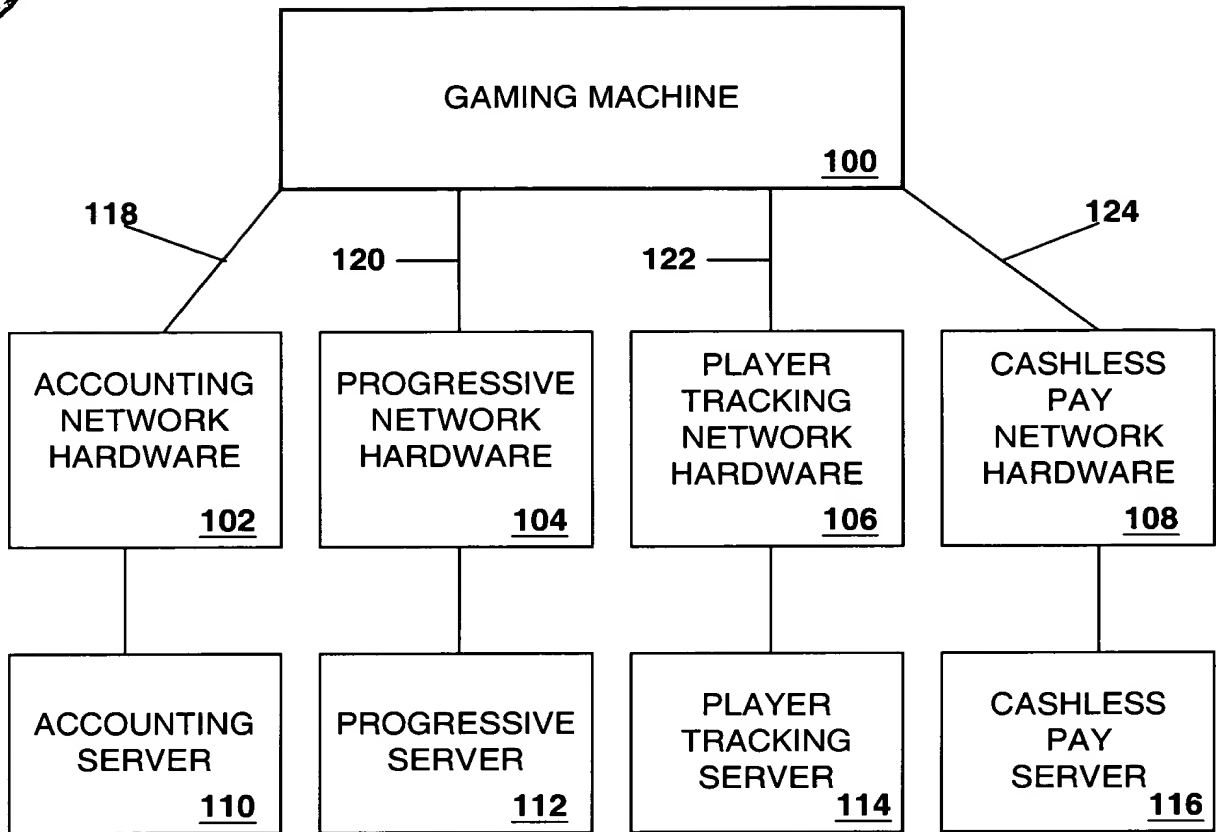 GAMING MACHINE
100
118
120
122
124
ACCOUNTING
NETWORK
HARDWARE
102
PROGRESSIVE
NETWORK
HARDWARE
104
PLAYER
TRACKING
NETWORK
HARDWARE
106
CASHLESS
PAY
NETWORK
HARDWARE
108
ACCOUNTING
SERVER
110
PROGRESSIVE
SERVER
112
PLAYER
TRACKING
SERVER
114
CASHLESS
PAY
SERVER
116